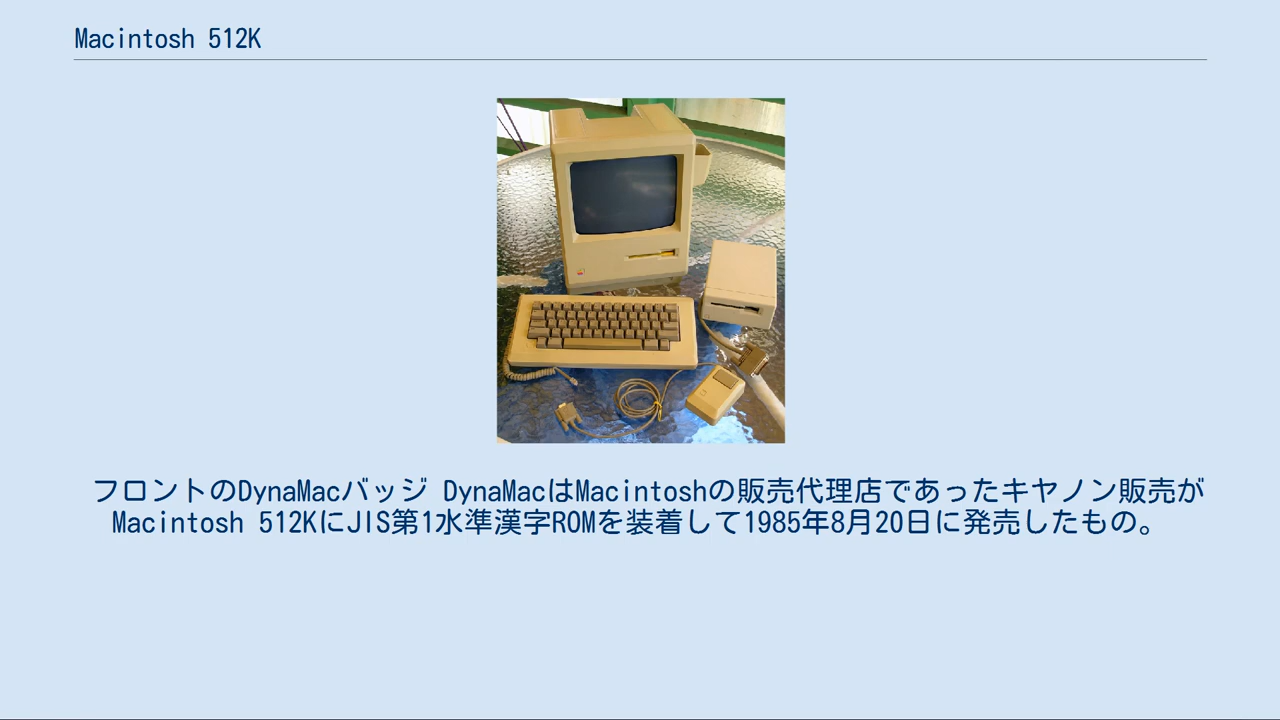 Macintosh 512K
フロントのDynaMacバッジ DynaMacはMacintoshの販売代理店であったキヤノン販売が
Macintosh 512KにJIS第1水準漢字ROMを装着して1985年8月20日に発売したもの。